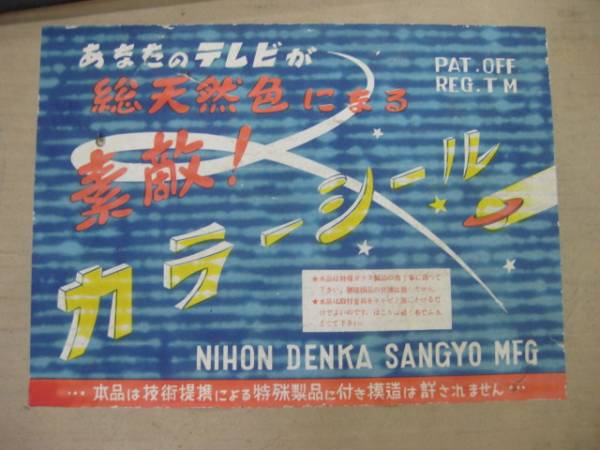 あなたのテレビが
総天然色になる
素敵!
PAT.OFF
REG.TM
カラーシール
NIHON DENKA SANGYO MFG
…本品は技術提携による特殊製品に付き模造は許されません…